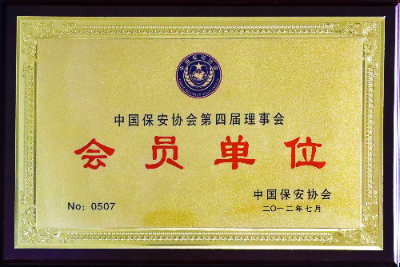 中国保安协会第四届理事会
会员单位
中国保安协会
No: 0507
二〇一二年七月